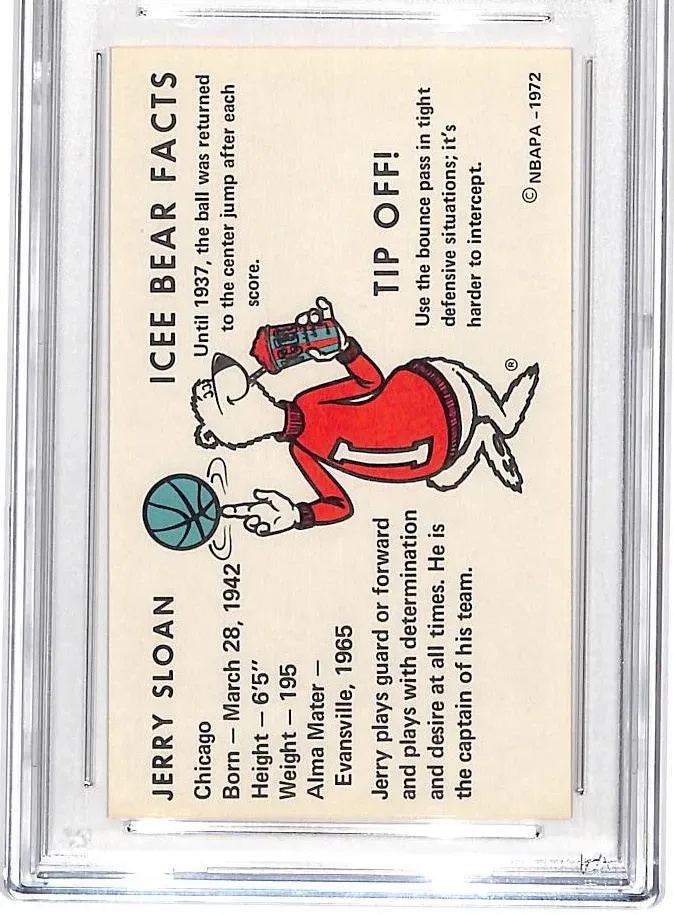 JERRY SLOAN
Chicago
Born – March 28, 1942
Height – 6'5"
Weight – 195
Alma Mater –
Evansville, 1965
Jerry plays guard or forward
and plays with determination
and desire at all times. He is
the captain of his team.
1
®
ICEE BEAR FACTS
Until 1937, the ball was returned
to the center jump after each
score.
TIP OFF!
Use the bounce pass in tight
defensive situations; it's
harder to intercept.
© NBAPA –1972